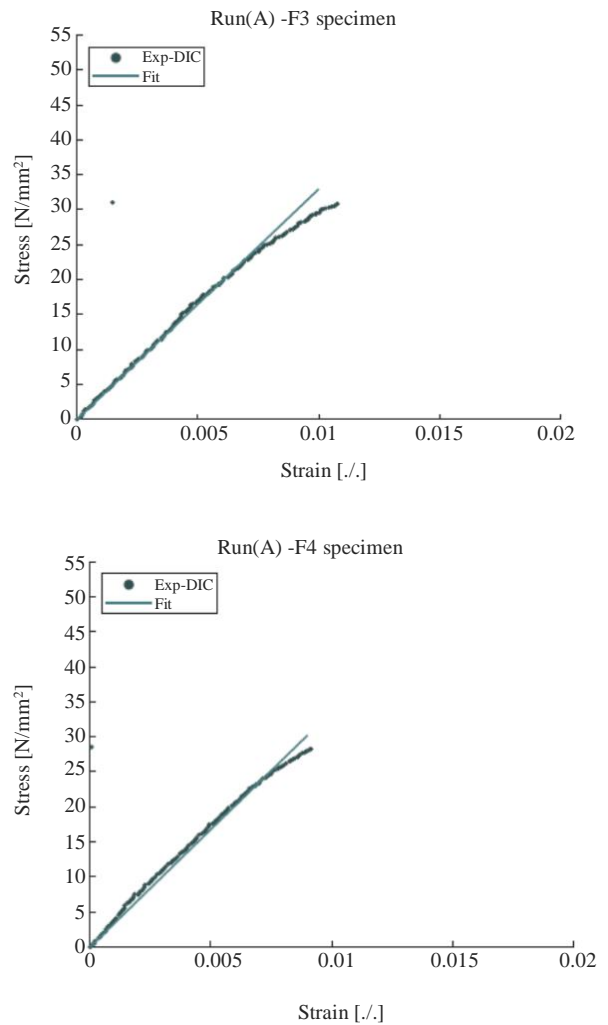 Run(A) -F3 specimen
55
50
45
40
35
30
25
20
15
10
5
0
Exp-DIC
Fit
Stress [N/mm²]
0 0.005 0.01 0.015 0.02
Strain [./.]
Run(A) -F4 specimen
55
50
45
40
35
30
25
20
15
10
5
0
Exp-DIC
Fit
Stress [N/mm²]
0 0.005 0.01 0.015 0.02
Strain [./.]